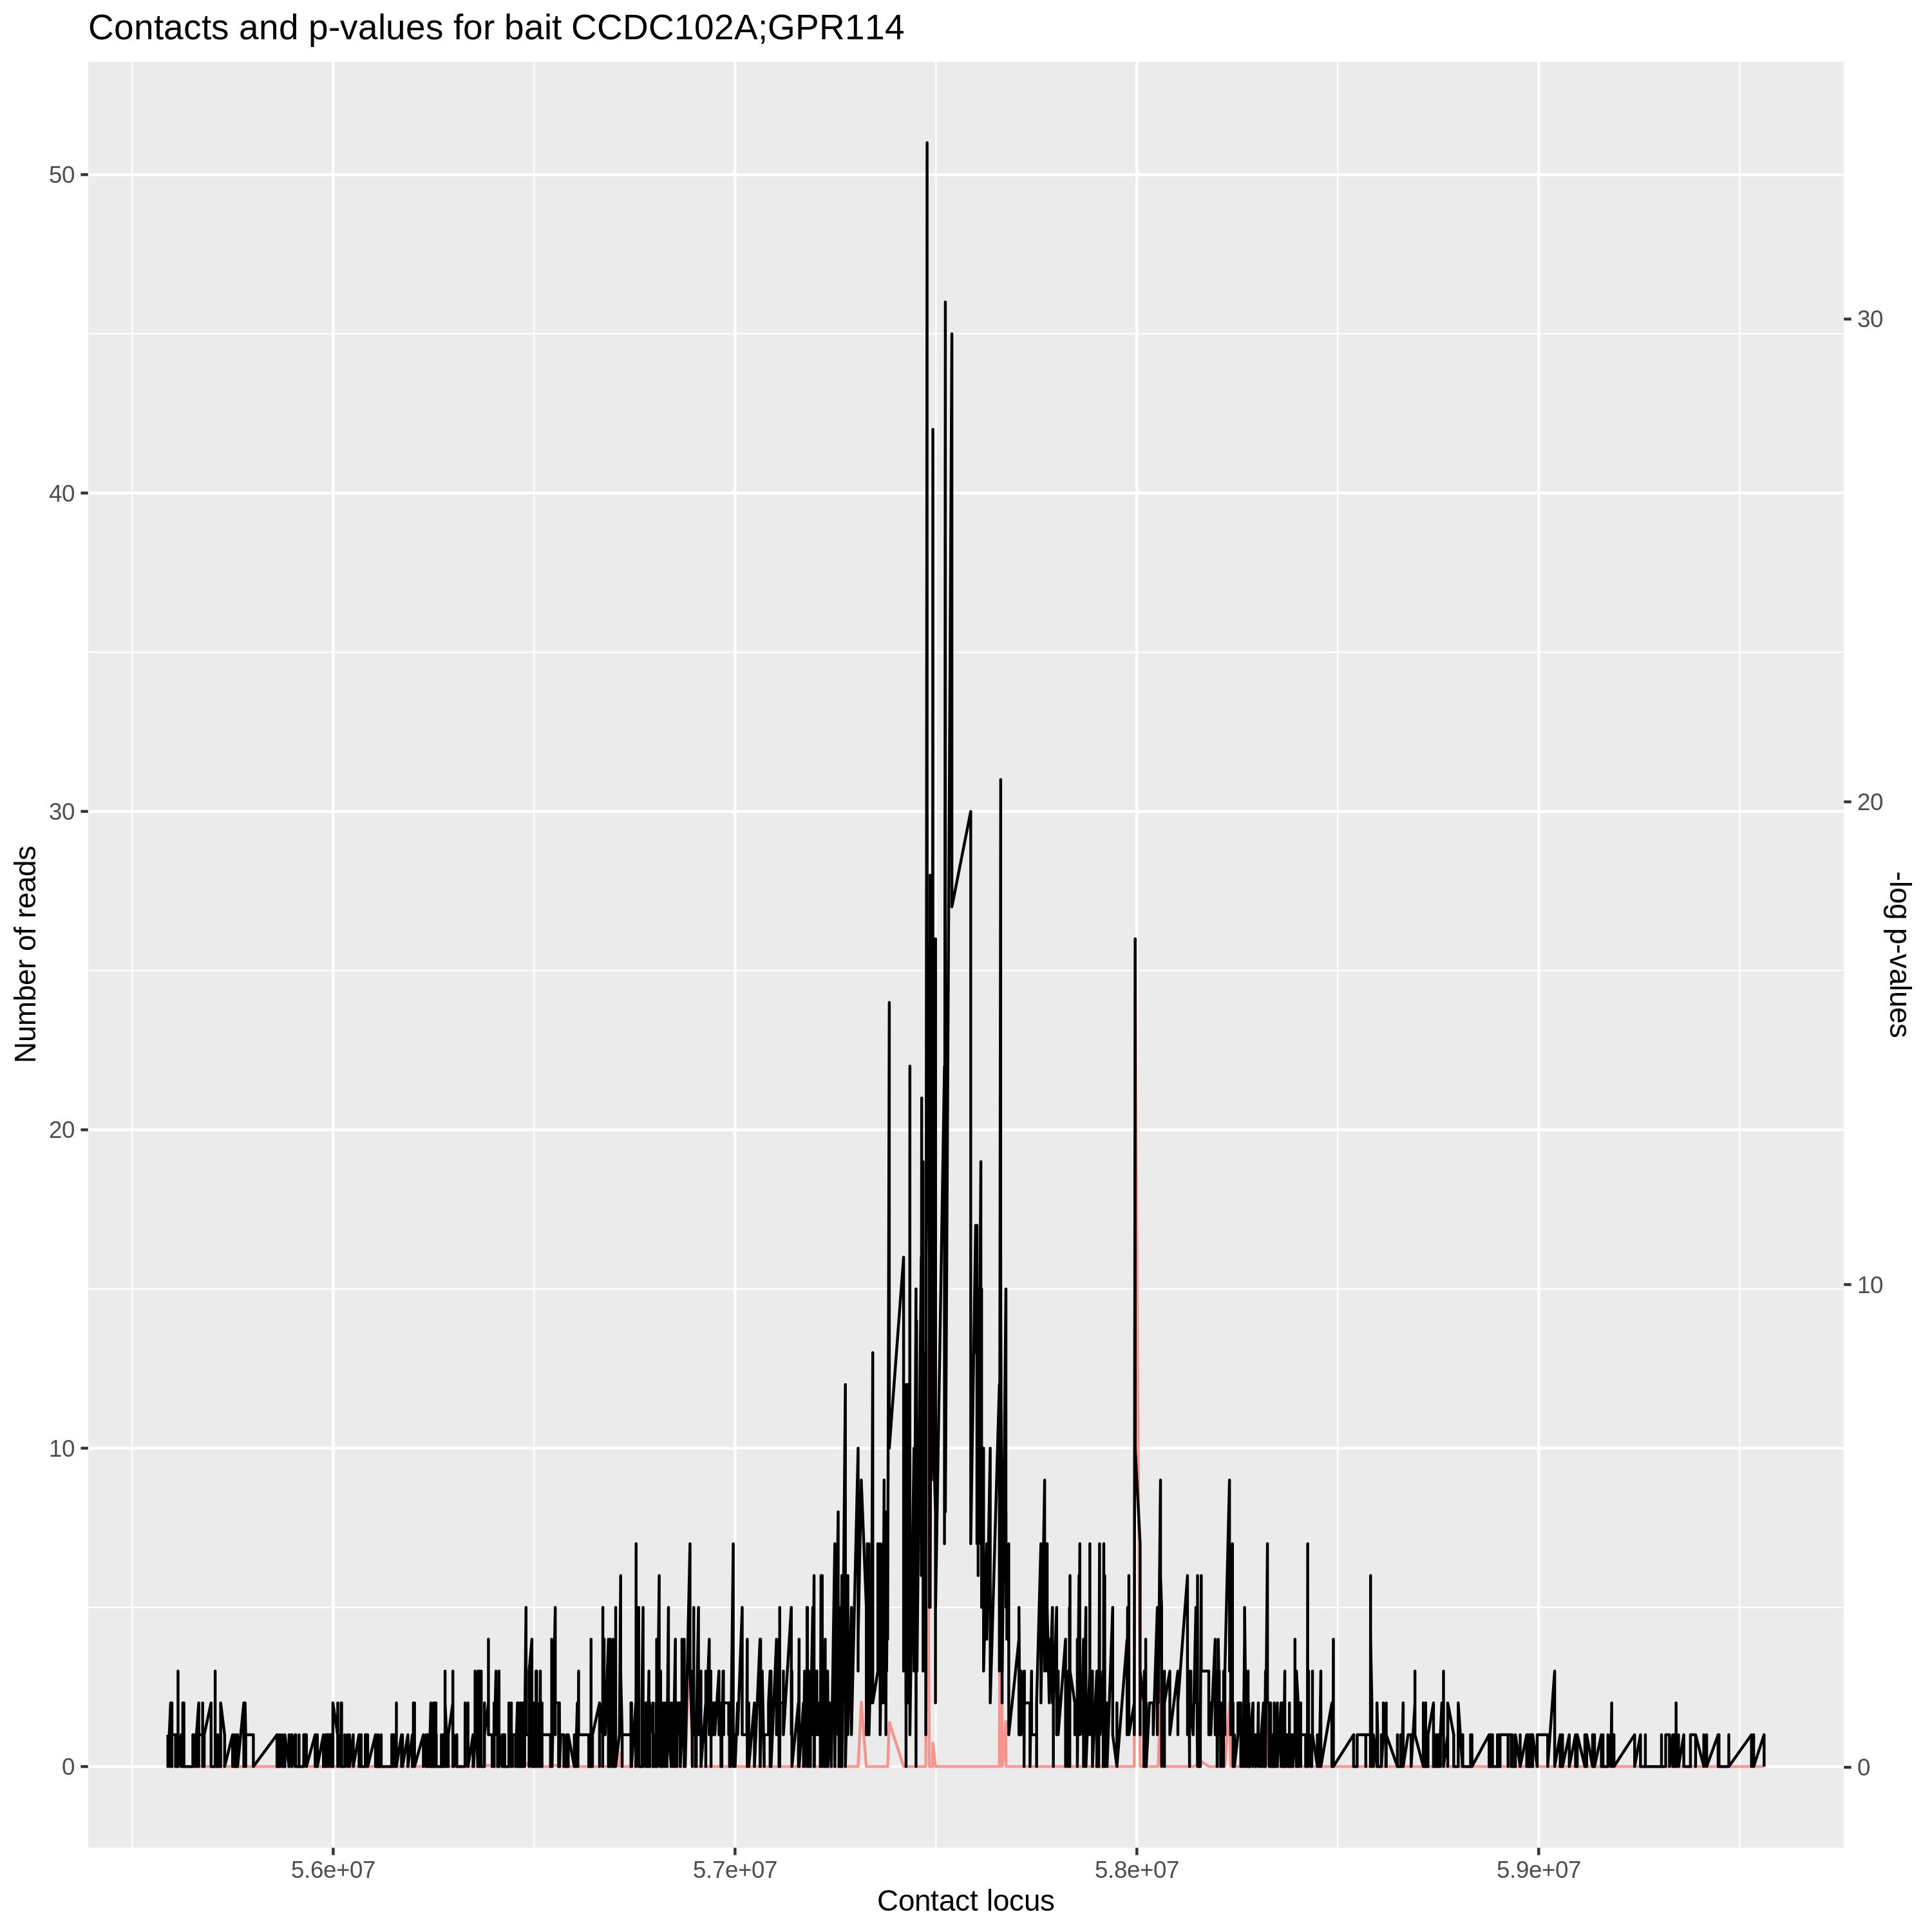 Contacts and p-values for bait CCDC102A;GPR114
50
40
30
20
10
0
Number of reads
30
20
10
0
-log p-values
5.6e+07
5.7e+07
5.8e+07
5.9e+07
Contact locus